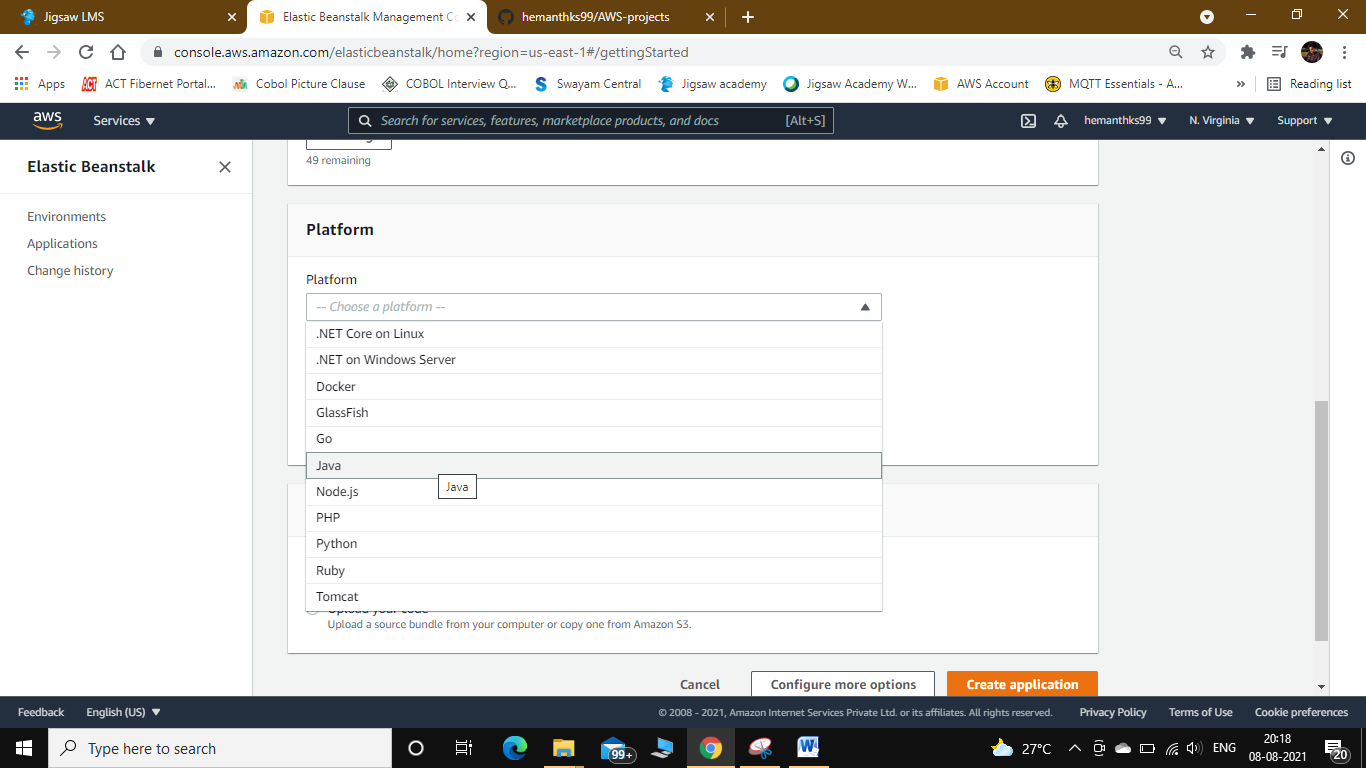 Jigsaw LMS
Elastic Beanstalk Management Co
hemanthks99/AWS-projects
console.aws.amazon.com/elasticbeanstalk/home?region=us-east-1#/gettingStarted
Apps
ACT Fibernet Portal...
Cobol Picture Clause
COBOL Interview Q...
Swayam Central
Jigsaw academy
Jigsaw Academy W...
AWS Account
MQTT Essentials - A...
»
Reading list
aws
Services
Search for services, features, marketplace products, and docs
[Alt+S]
hemanthks99
N. Virginia
Support
Elastic Beanstalk
Environments
Applications
Change history
49 remaining
Platform
Platform
-- Choose a platform --
.NET Core on Linux
.NET on Windows Server
Docker
GlassFish
Go
Java
Java
Node.js
PHP
Python
Ruby
Tomcat
Upload your code
Upload a source bundle from your computer or copy one from Amazon S3.
Cancel
Configure more options
Create application
Feedback
English (US)
© 2008 - 2021, Amazon Internet Services Private Ltd. or its affiliates. All rights reserved.
Privacy Policy
Terms of Use
Cookie preferences
Type here to search
99+
27°C
ENG
20:18
08-08-2021
20